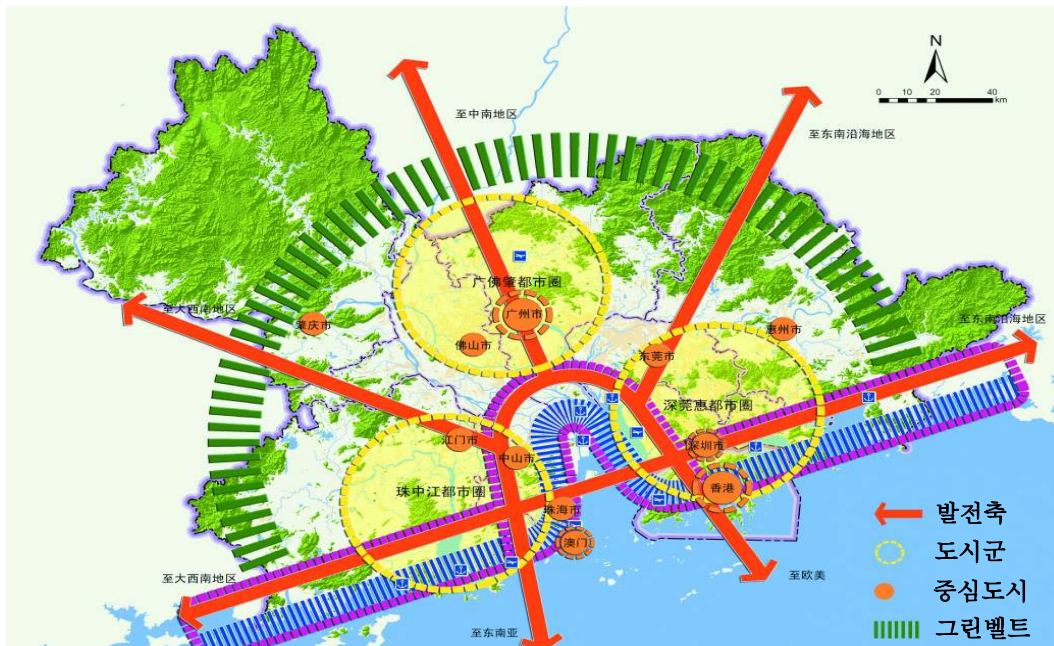 N
0 10 20 40
km
至中南地区
至东南沿海地区
广佛肇都市圈
至大西南地区
肇庆市
广州市
佛山市
惠州市
至东南沿海地区
东莞市
深莞惠都市圈
江门市
中山市
深圳市
珠中江都市圈
香港
珠海市
澳门
至大西南地区
至欧美
至东南亚
발전축
도시군
중심도시
그린벨트